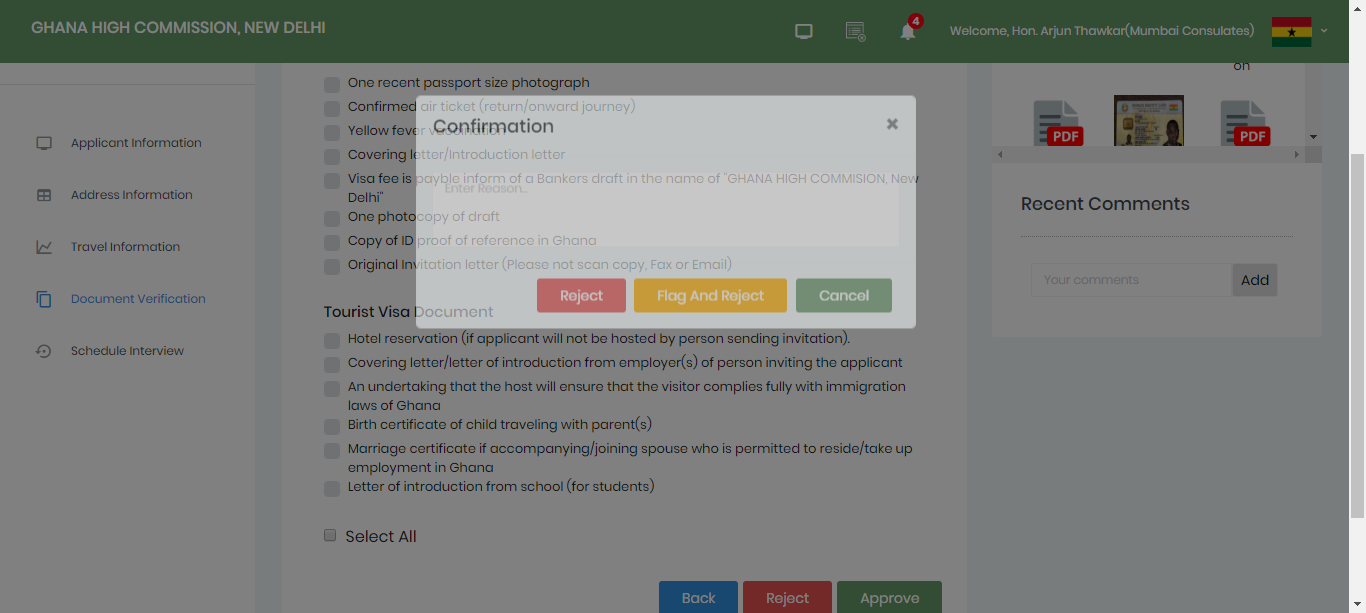 GHANA HIGH COMMISSION, NEW DELHI
4
Welcome, Hon. Arjun Thawkar(Mumbai Consulates)
Applicant Information
Address Information
Travel Information
Document Verification
Schedule Interview
One recent passport size photograph
Confirmed air ticket (return/onward journey)
Yellow fever vaccination
Covering letter/Introduction letter
Visa fee is payble inform of a Bankers draft in the name of "GHANA HIGH COMMISION, New
Delhi"
One photocopy of draft
Copy of ID proof of reference in Ghana
Original Invitation letter (Please not scan copy, Fax or Email)
Confirmation
×
Enter Reason..
Reject
Flag And Reject
Cancel
Tourist Visa Document
Hotel reservation (if applicant will not be hosted by person sending invitation).
Covering letter/letter of introduction from employer(s) of person inviting the applicant
An undertaking that the host will ensure that the visitor complies fully with immigration
laws of Ghana
Birth certificate of child traveling with parent(s)
Marriage certificate if accompanying/joining spouse who is permitted to reside/take up
employment in Ghana
Letter of introduction from school (for students)
Select All
Back
Reject
Approve
on
PDF
PDF
Recent Comments
Your comments
Add